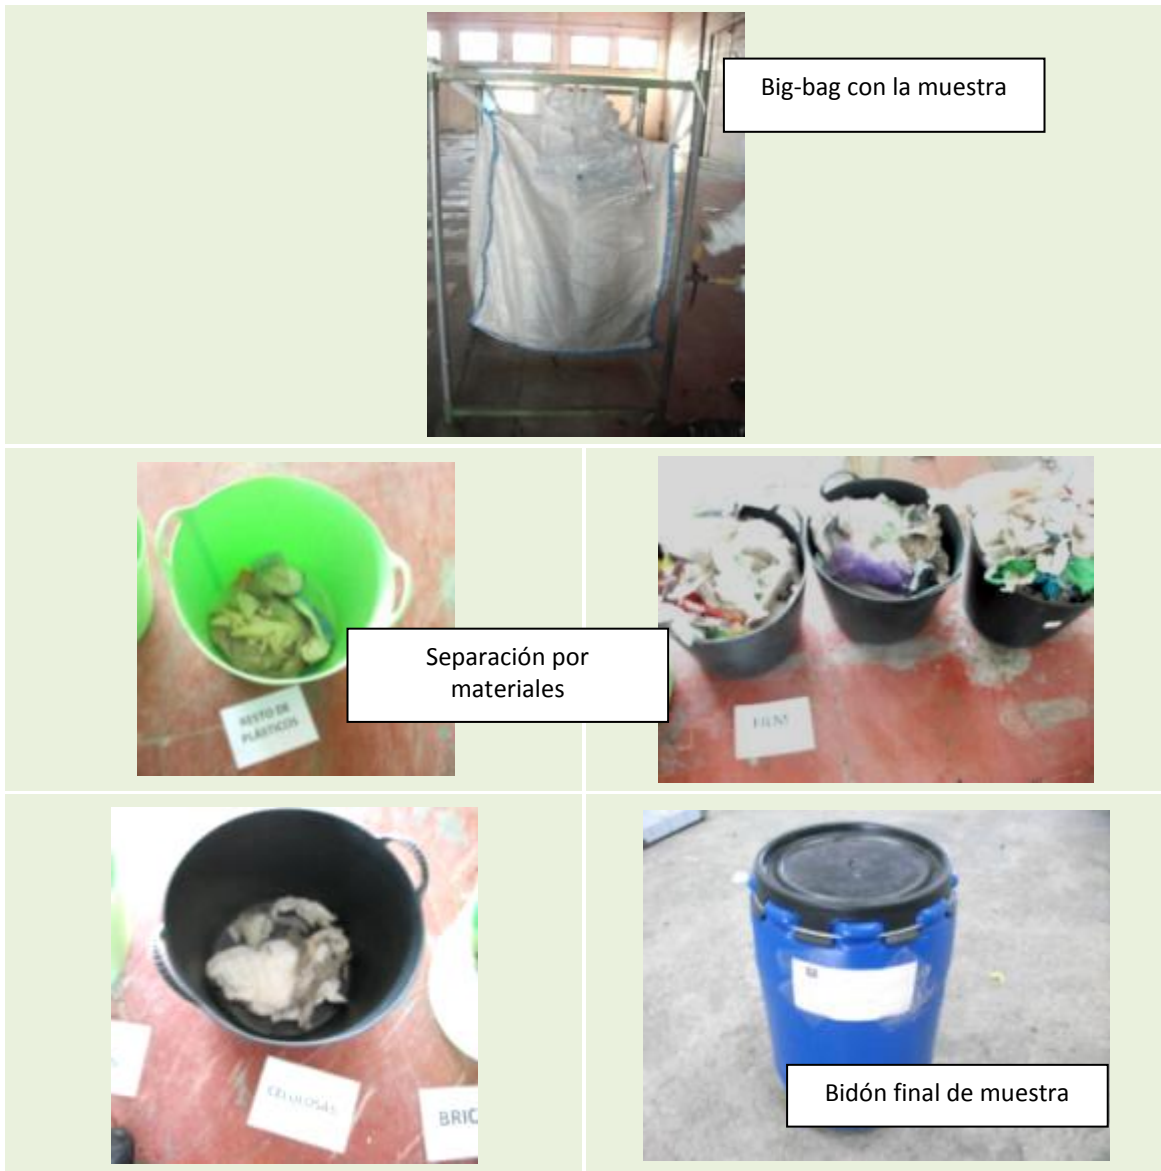 Big-bag con la muestra
RESTO DE
PLÁSTICOS
Separación por
materiales
FILM
CELULOSAS
BRIC
Bidón final de muestra